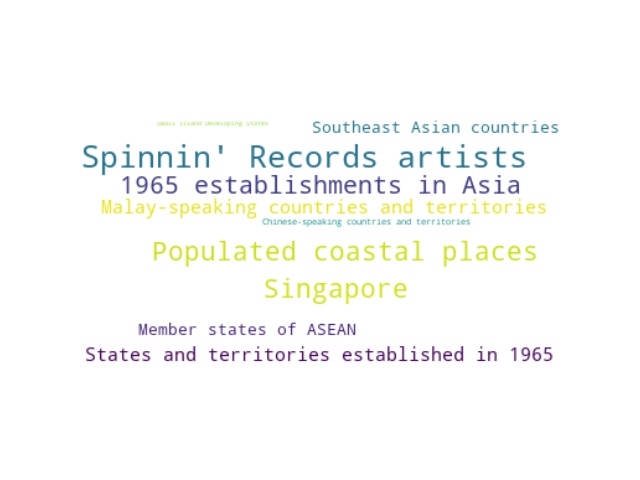 Small Island Developing States
Southeast Asian countries
Spinnin' Records artists
1965 establishments in Asia
Malay-speaking countries and territories
Chinese-speaking countries and territories
Populated coastal places
Singapore
Member states of ASEAN
States and territories established in 1965